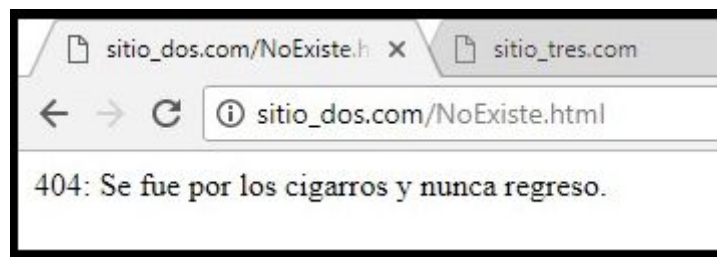 sitio_dos.com/NoExiste.h
sitio_tres.com
sitio_dos.com/NoExiste.html
404: Se fue por los cigarros y nunca regreso.